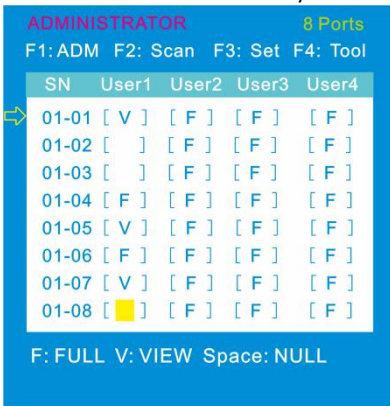 ADMINISTRATOR 8 Ports
F1: ADM F2: Scan F3: Set F4: Tool
SN User1 User2 User3 User4
01-01 [ V ] [ F ] [ F ] [ F ]
01-02 [ ] [ F ] [ F ] [ F ]
01-03 [ ] [ F ] [ F ] [ F ]
01-04 [ F ] [ F ] [ F ] [ F ]
01-05 [ V ] [ F ] [ F ] [ F ]
01-06 [ F ] [ F ] [ F ] [ F ]
01-07 [ V ] [ F ] [ F ] [ F ]
01-08 [ ] [ F ] [ F ] [ F ]
F: FULL V: VIEW Space: NULL